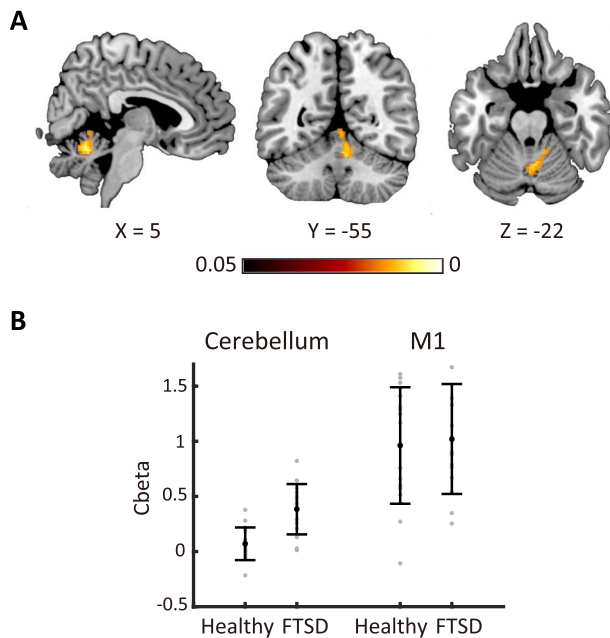 A
X = 5 Y = -55 Z = -22
0.05 0
B
Cerebellum M1
1.5
1
0.5
0
-0.5
Cbeta
Healthy FTSD Healthy FTSD